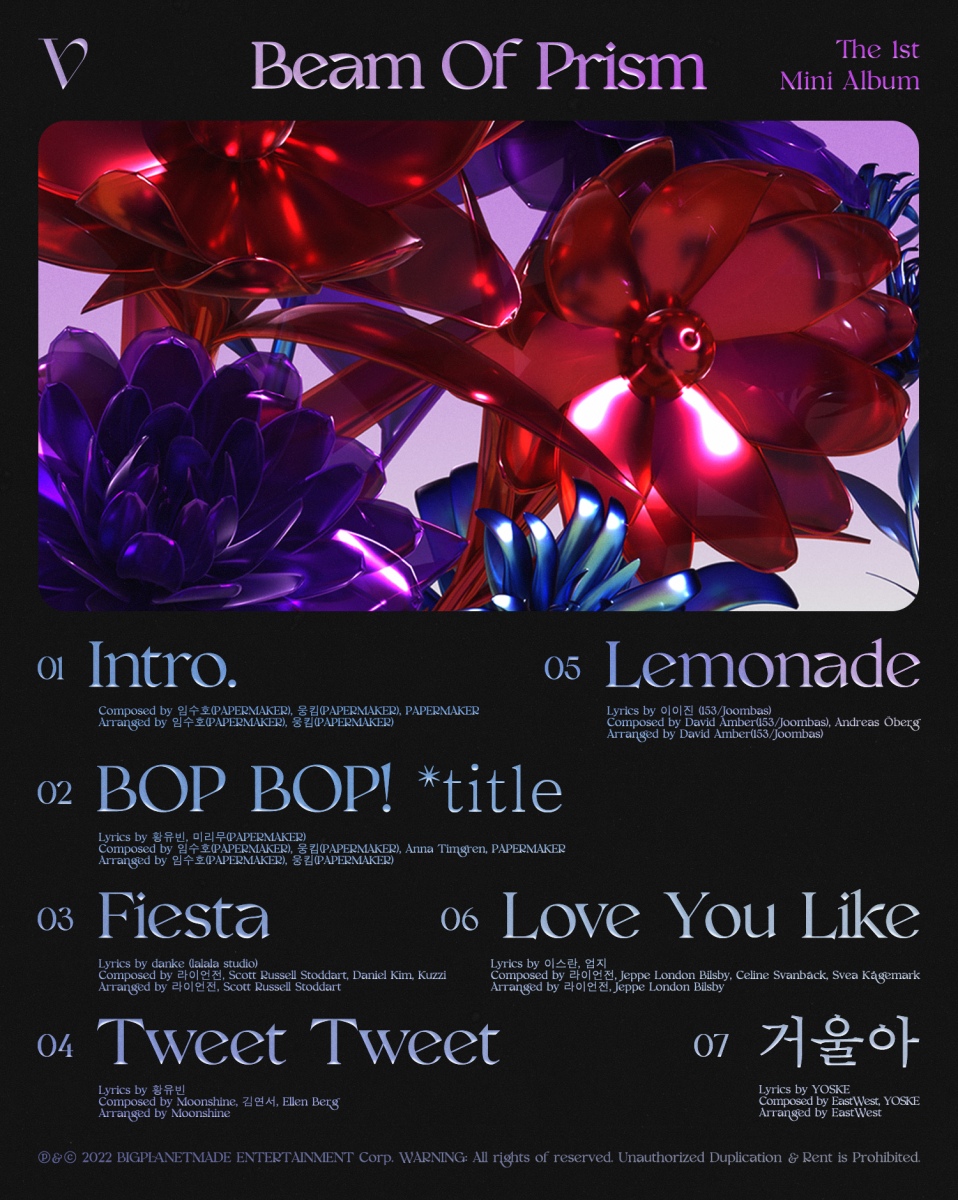 V
Beam Of Prism
The 1st
Mini Album
01 Intro.
Composed by 임수호(PAPERMAKER), 웅킴(PAPERMAKER), PAPERMAKER
Arranged by 임수호(PAPERMAKER), 웅킴(PAPERMAKER)
02 BOP BOP! *title
Lyrics by 황유빈, 미리무(PAPERMAKER)
Composed by 임수호(PAPERMAKER), 웅킴(PAPERMAKER), Anna Timgren, PAPERMAKER
Arranged by 임수호(PAPERMAKER), 웅킴(PAPERMAKER)
03 Fiesta
Lyrics by danke (lalala studio)
Composed by 라이언전, Scott Russell Stoddart, Daniel Kim, Kuzzi
Arranged by 라이언전, Scott Russell Stoddart
04 Tweet Tweet
Lyrics by 황유빈
Composed by Moonshine, 김연서, Ellen Berg
Arranged by Moonshine
05 Lemonade
Lyrics by 이이진 (153/Joombas)
Composed by David Amber(153/Joombas), Andreas Öberg
Arranged by David Amber(153/Joombas)
06 Love You Like
Lyrics by 이스란, 엄지
Composed by 라이언전, Jeppe London Bilsby, Celine Svanbäck, Svea Kågemark
Arranged by 라이언전, Jeppe London Bilsby
07 거울아
Lyrics by YOSKE
Composed by EastWest, YOSKE
Arranged by EastWest
℗&© 2022 BIGPLANETMADE ENTERTAINMENT Corp. WARNING: All rights of reserved. Unauthorized Duplication & Rent is Prohibited.